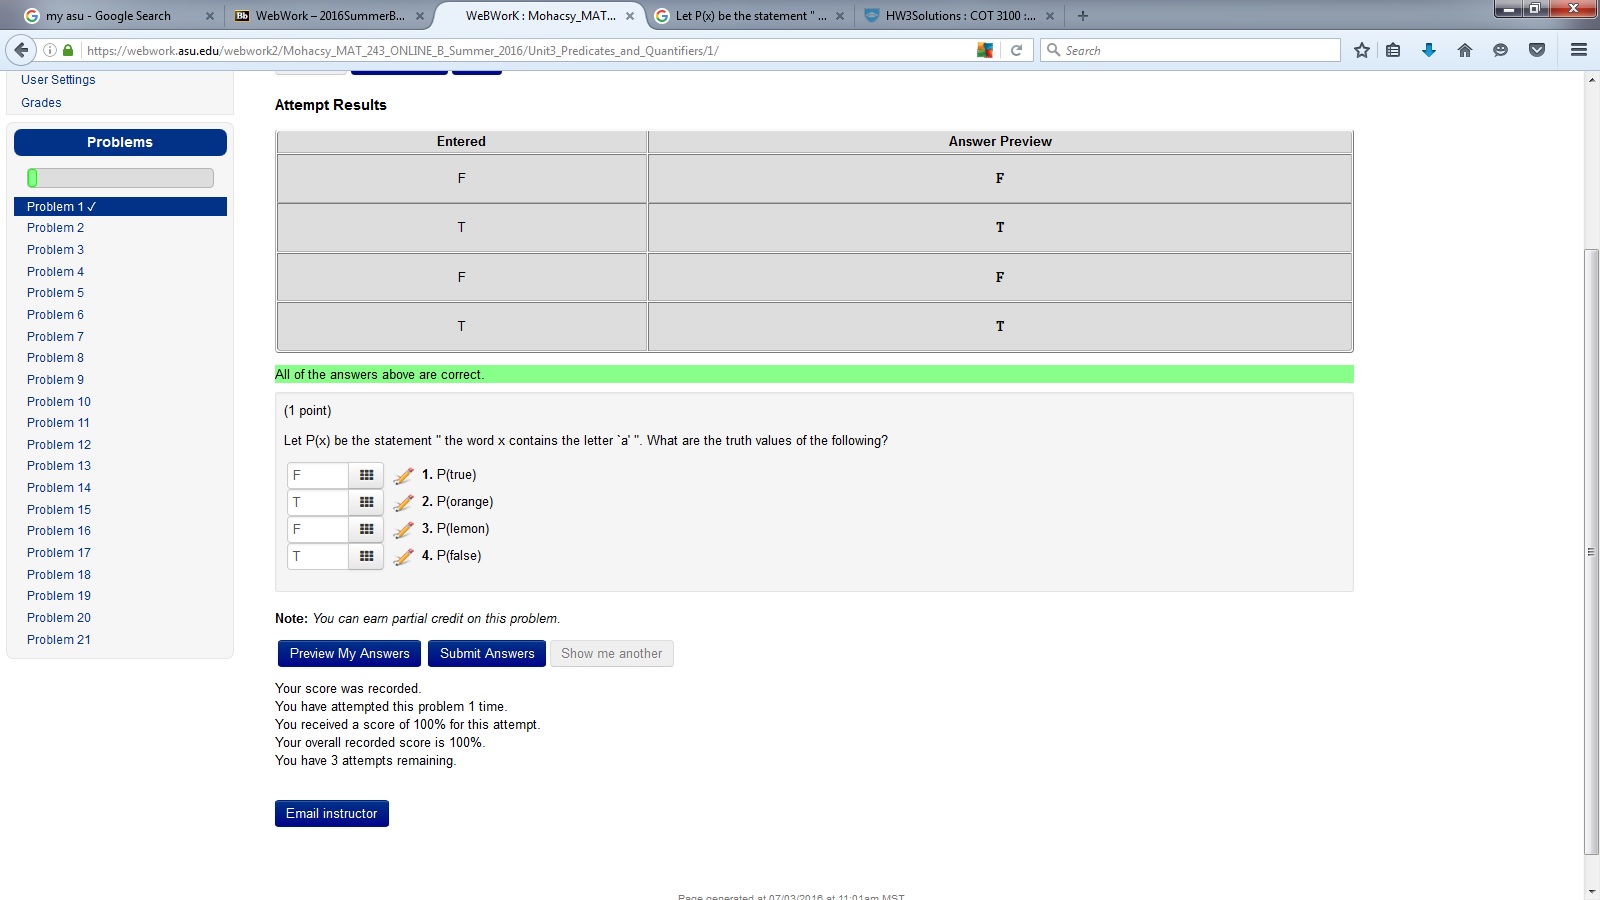 my asu - Google Search
WebWork – 2016SummerB...
WeBWorK : Mohacsy_MAT...
Let P(x) be the statement " ...
HW3Solutions : COT 3100 :...
https://webwork.asu.edu/webwork2/Mohacsy_MAT_243_ONLINE_B_Summer_2016/Unit3_Predicates_and_Quantifiers/1/
Search
User Settings
Grades
Problems
Problem 1 ✓
Problem 2
Problem 3
Problem 4
Problem 5
Problem 6
Problem 7
Problem 8
Problem 9
Problem 10
Problem 11
Problem 12
Problem 13
Problem 14
Problem 15
Problem 16
Problem 17
Problem 18
Problem 19
Problem 20
Problem 21
Attempt Results
Entered Answer Preview
F F
T T
F F
T T
All of the answers above are correct.
(1 point)
Let P(x) be the statement " the word x contains the letter `a' ". What are the truth values of the following?
F 1. P(true)
T 2. P(orange)
F 3. P(lemon)
T 4. P(false)
Note: You can earn partial credit on this problem.
Preview My Answers Submit Answers Show me another
Your score was recorded.
You have attempted this problem 1 time.
You received a score of 100% for this attempt.
Your overall recorded score is 100%.
You have 3 attempts remaining.
Email instructor
Page generated at 07/03/2016 at 11:01am MST